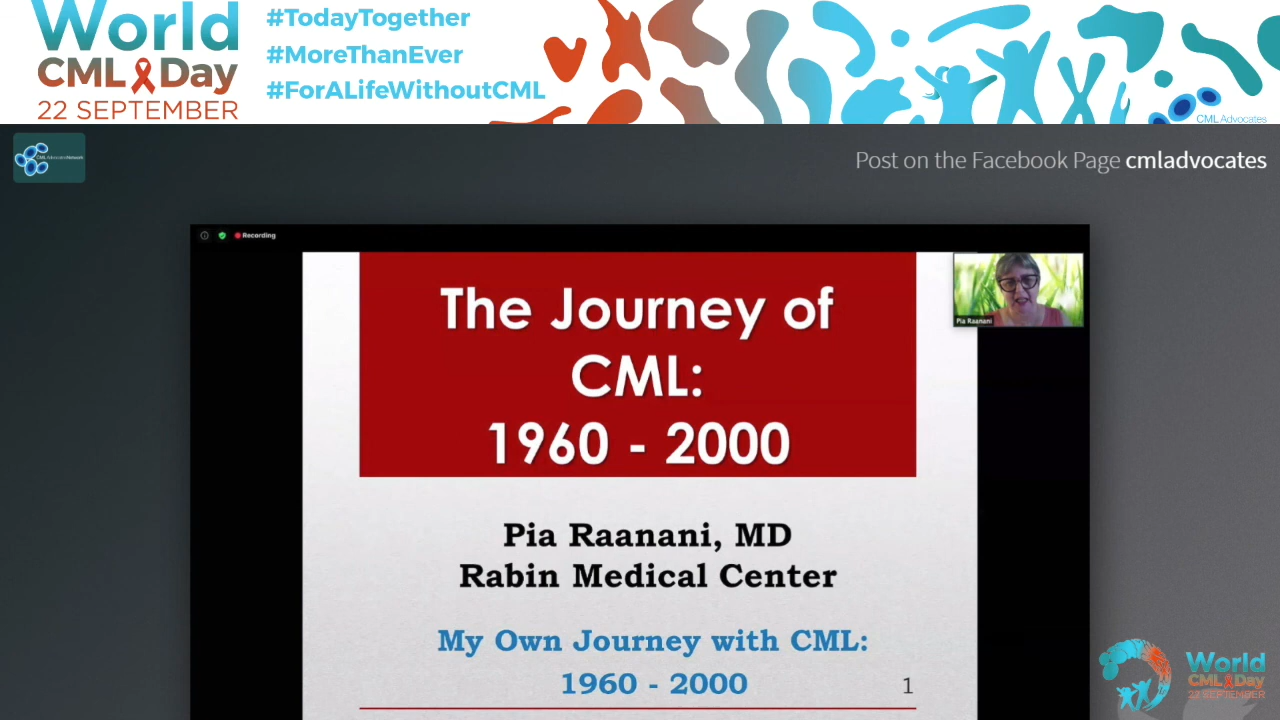 World
CML Day
22 SEPTEMBER
#TodayTogether
#MoreThanEver
#ForALifeWithoutCML
CML Advocates
Post on the Facebook Page cmladvocates
Recording
Pia Raanani
The Journey of
CML:
1960 - 2000
Pia Raanani, MD
Rabin Medical Center
My Own Journey with CML:
1960 - 2000
1
World
CML Day
22 SEPTEMBER